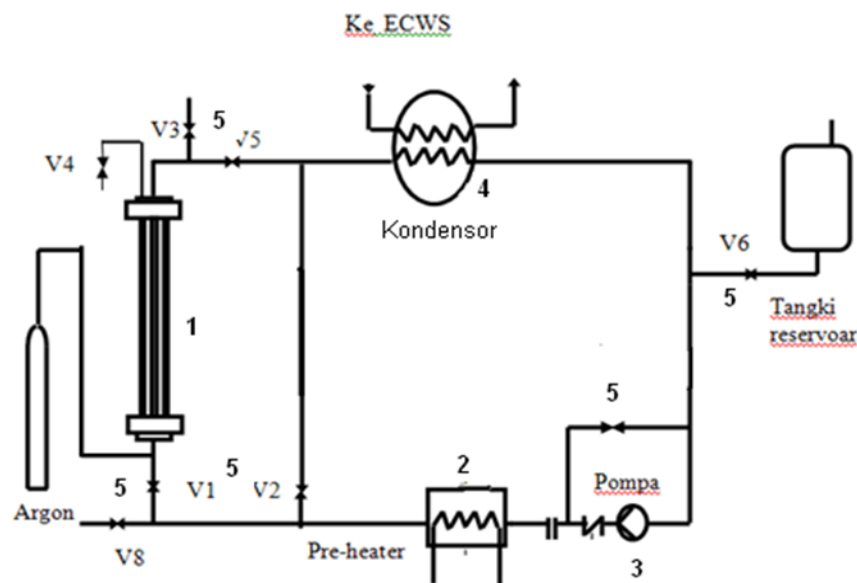 Ke ECWS
5
V3
√5
V4
4
Kondensor
V6
5
Tangki
reservoar
1
5
5
2
5
V1
V2
Pompa
Argon
V8
Pre-heater
3